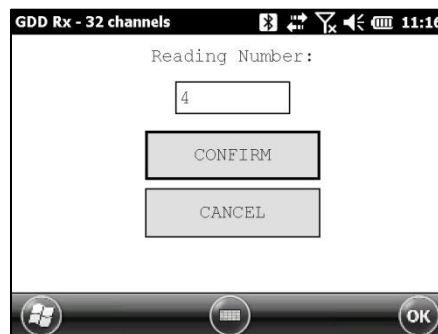 GDD Rx - 32 channels 11:16
Reading Number:
4
CONFIRM
CANCEL
OK